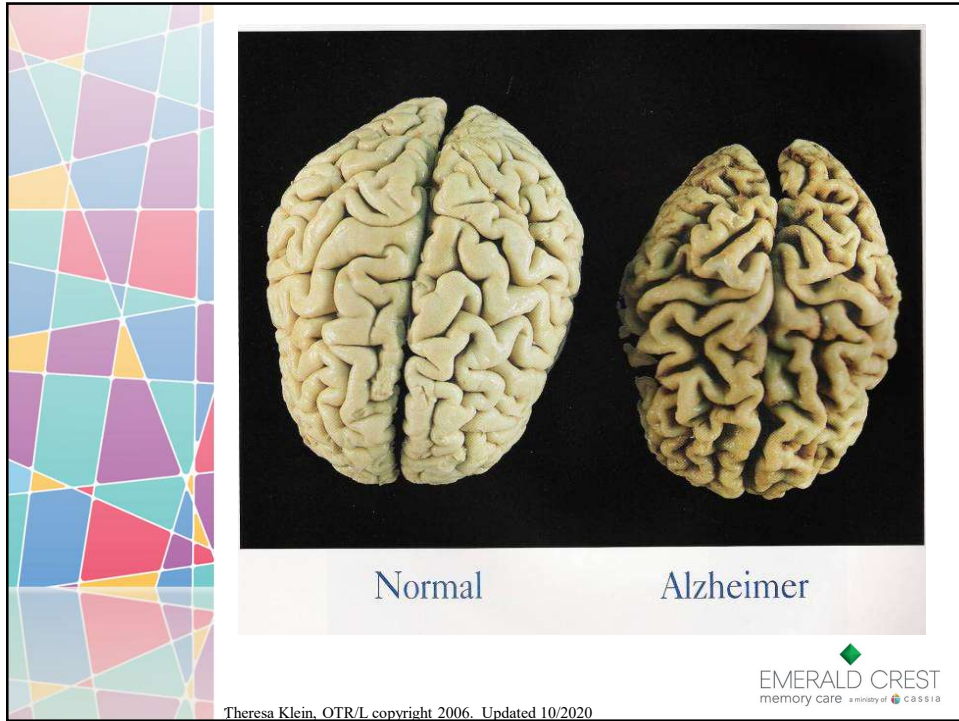 Normal Alzheimer
EMERALD CREST
memory care a ministry of cassia
Theresa Klein, OTR/L copyright 2006. Updated 10/2020